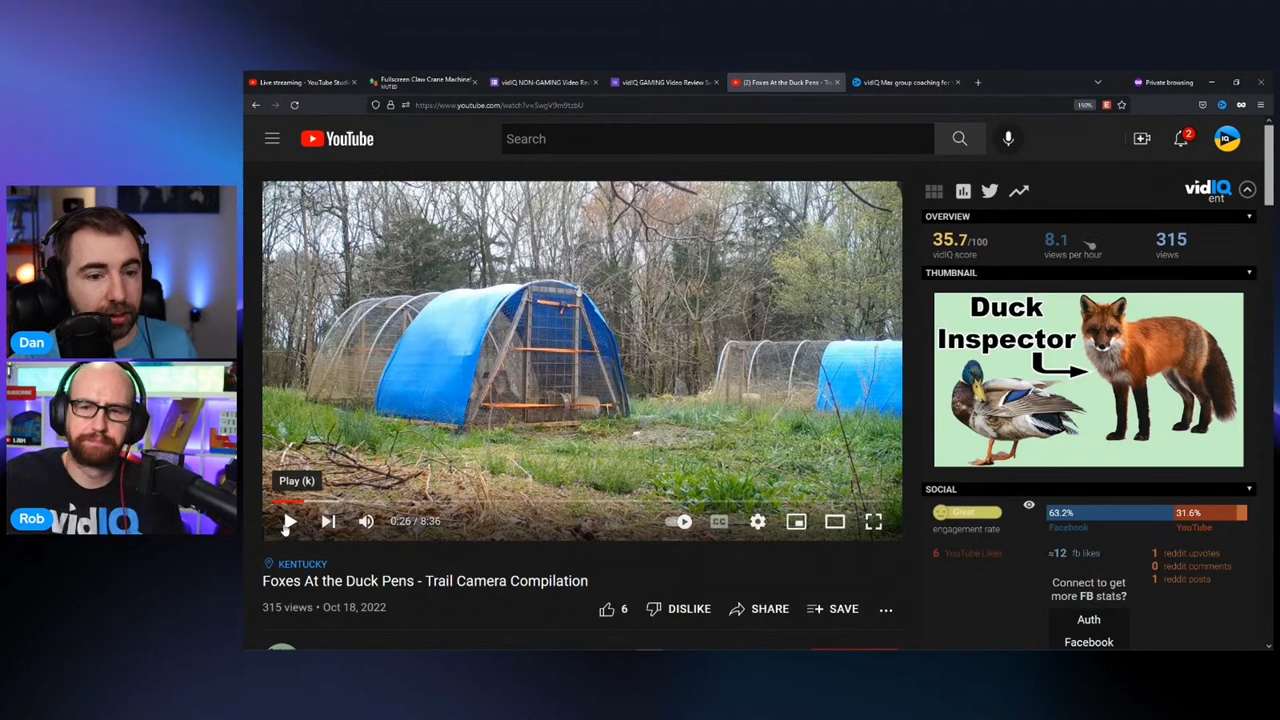 Live streaming - YouTube Studi
Fullscreen Claw Crane Machine!
MUTED
vidIQ NON-GAMING Video Re
vidIQ GAMING Video Review Su
(2) Foxes At the Duck Pens - Tr
vidIQ Max group coaching for
Private browsing
https://www.youtube.com/watch?v=SwgV9m9tzbU
150%
YouTube
Search
2
IQ
vidIQ
ent
OVERVIEW
35.7/100
8.1
315
vidIQ score
views per hour
views
THUMBNAIL
Duck
Inspector
Dan
Rob
vidIQ
Play (k)
0:26 / 8:36
CC
SOCIAL
Great
engagement rate
63.2%
31.6%
Facebook
YouTube
6 YouTube Likes
≈12 fb likes
1 reddit upvotes
0 reddit comments
1 reddit posts
Connect to get
more FB stats?
Auth
Facebook
KENTUCKY
Foxes At the Duck Pens - Trail Camera Compilation
315 views • Oct 18, 2022
6
DISLIKE
SHARE
SAVE